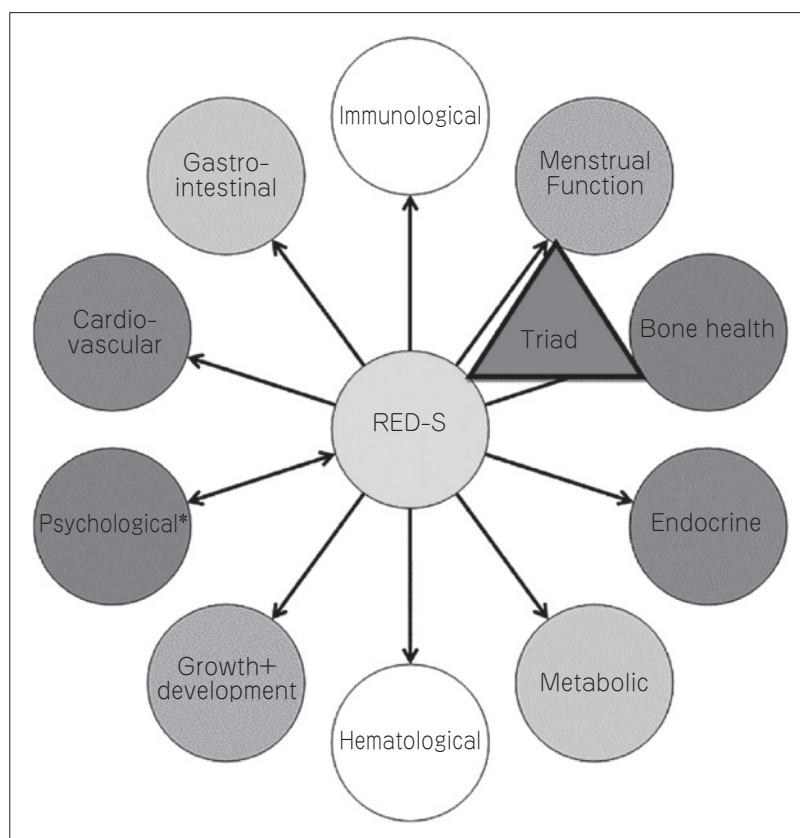 Immunological
Gastro-
intestinal
Menstrual
Function
Cardio-
vascular
Triad
Bone health
RED-S
Psychological*
Endocrine
Growth+
development
Metabolic
Hematological